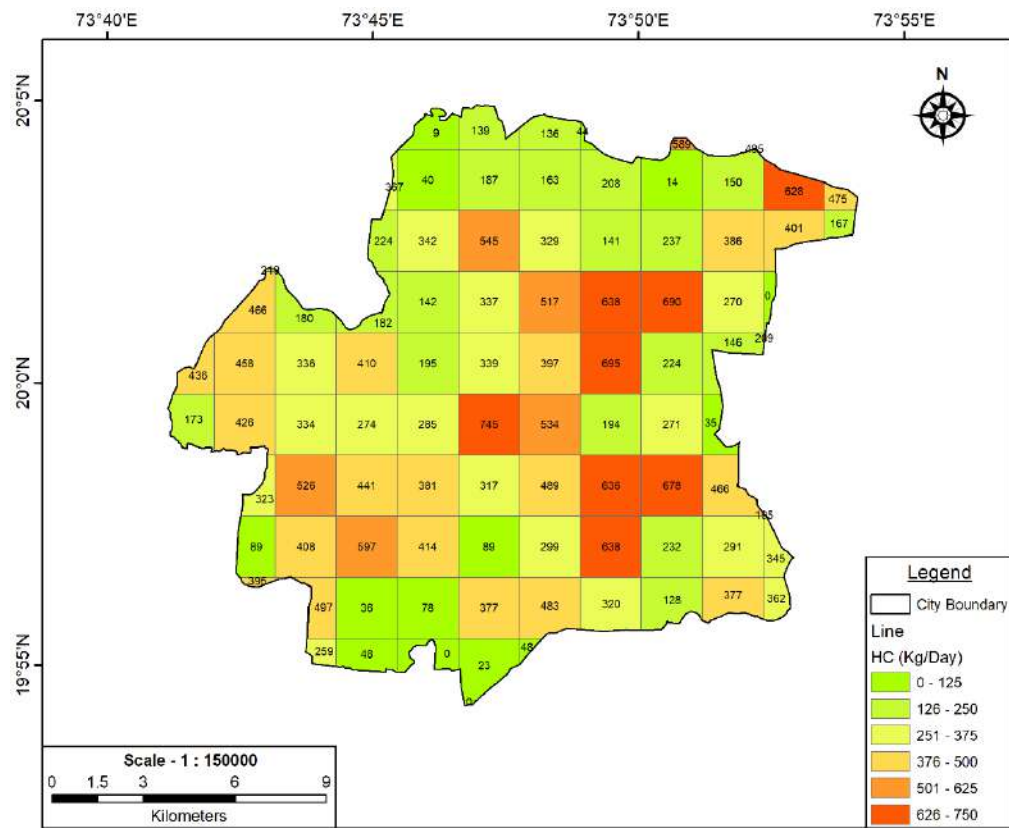 73°40'E 73°45'E 73°50'E 73°55'E
20°5'N
20°0'N
19°55'N
N
9 139 136 44 589 485
367 40 187 163 208 14 150 628 475
224 342 545 329 141 237 386 401 167
219 466 180 182 142 337 517 638 690 270 0
436 458 336 410 195 339 397 695 224 146
173 426 334 274 285 745 534 194 271 35
323 526 441 381 317 489 636 678 466
89 408 597 414 89 299 638 232 291 345
395 497 36 78 377 483 320 128 377 362
259 48 0 23 48
0
Legend
City Boundary
Line
HC (Kg/Day)
0 - 125
126 - 250
251 - 375
376 - 500
501 - 625
626 - 750
Scale - 1 : 150000
0 1.5 3 6 9
Kilometers